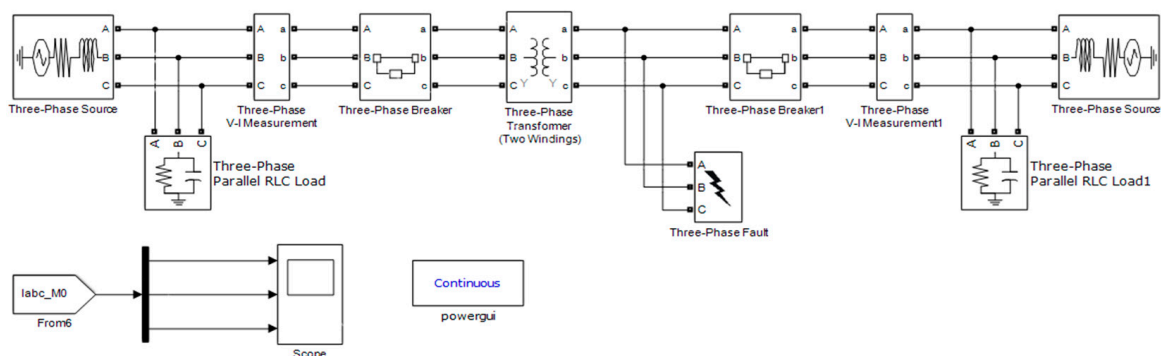 A
B
C
Three-Phase Source
A a
B b
C c
Three-Phase
V-I Measurement
A a
B b
C c
Three-Phase Breaker
A a
B b
C c
Y Y
Three-Phase
Transformer
(Two Windings)
A a
B b
C c
Three-Phase Breaker1
A a
B b
C c
Three-Phase
V-I Measurement1
A
B
C
Three-Phase Source
A B C
Three-Phase
Parallel RLC Load
A
B
C
Three-Phase Fault
A B C
Three-Phase
Parallel RLC Load1
Iabc_M0
From6
Scope
Continuous
powergui